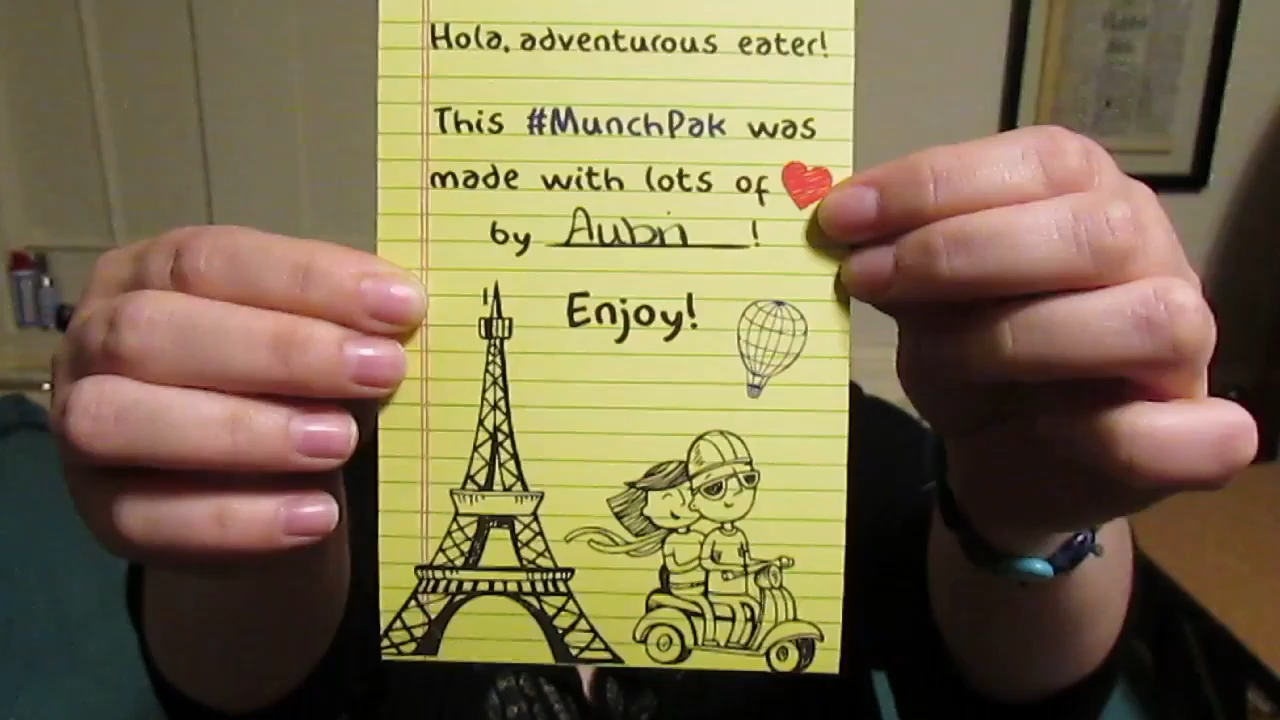 Hola, adventurous eater!
This #MunchPak was
made with lots of
by Aubri !
Enjoy!